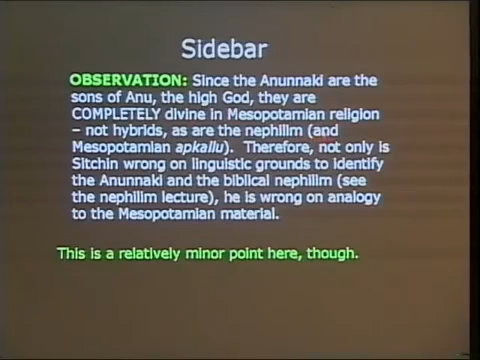 Sidebar
OBSERVATION: Since the Anunnaki are the
sons of Anu, the high God, they are
COMPLETELY divine in Mesopotamian religion
– not hybrids, as are the nephilim (and
Mesopotamian apkallu). Therefore, not only is
Sitchin wrong on linguistic grounds to identify
the Anunnaki and the biblical nephilim (see
the nephilim lecture), he is wrong on analogy
to the Mesopotamian material.
This is a relatively minor point here, though.